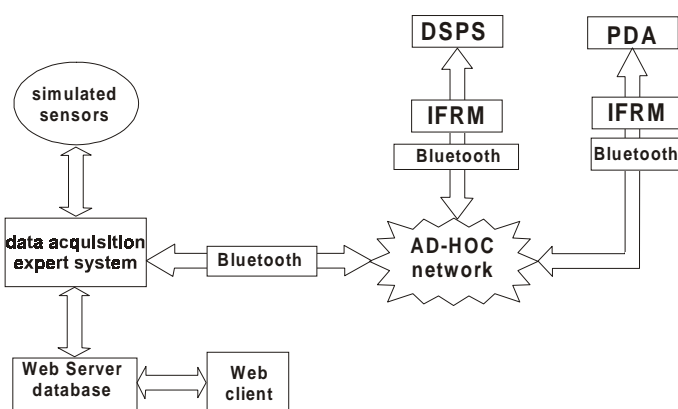 DSPS
PDA
simulated
sensors
IFRM
IFRM
Bluetooth
Bluetooth
data acquisition
expert system
Bluetooth
AD-HOC
network
Web Server
database
Web
client